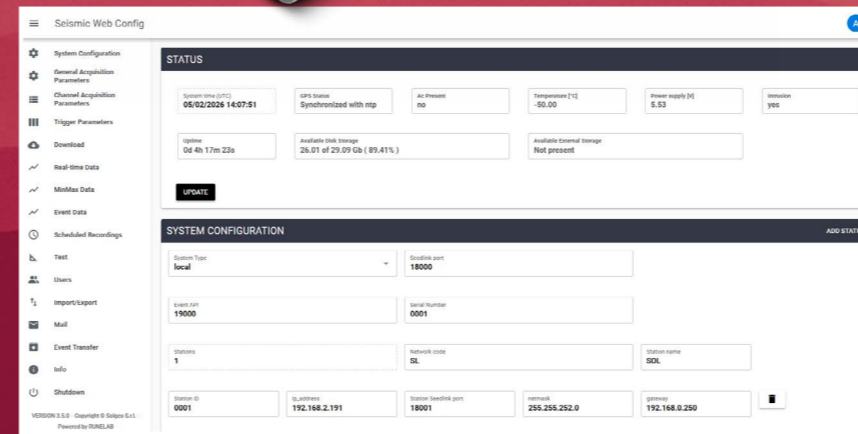 Seismic Web Config
A
System Configuration
General Acquisition
Parameters
Channel Acquisition
Parameters
Trigger Parameters
Download
Real-time Data
MinMax Data
Event Data
Scheduled Recordings
Test
Users
Import/Export
Mail
Event Transfer
Info
Shutdown
VERSION 3.5.0 - Copyright © Solgeo S.r.l.
Powered by RUNELAB
STATUS
System time (UTC)
05/02/2026 14:07:51
GPS Status
Synchronized with ntp
Ac Present
no
Temperature [°C]
-50.00
Power supply [V]
5.53
Intrusion
yes
Uptime
0d 4h 17m 23s
Available Disk Storage
26.01 of 29.09 Gb ( 89.41% )
Available External Storage
Not present
UPDATE
SYSTEM CONFIGURATION
ADD STATI
System Type
local
Seedlink port
18000
Event API
19000
Serial Number
0001
Stations
1
Network code
SL
Station name
SOL
Station ID
0001
ip_address
192.168.2.191
Station Seedlink port
18001
netmask
255.255.252.0
gateway
192.168.0.250